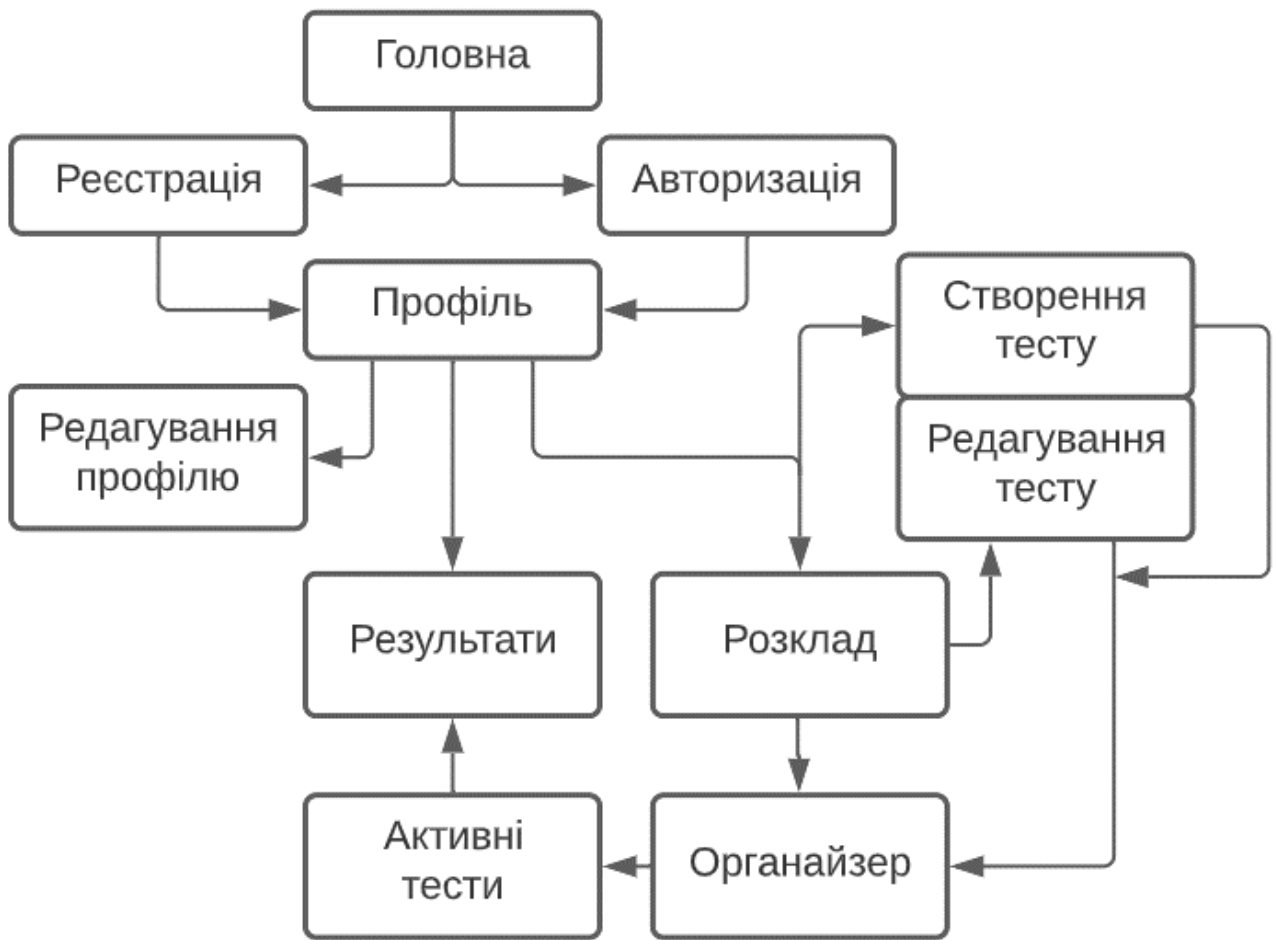 Головна
Реєстрація
Авторизація
Профіль
Створення
тесту
Редагування
профілю
Редагування
тесту
Результати
Розклад
Активні
тести
Органайзер